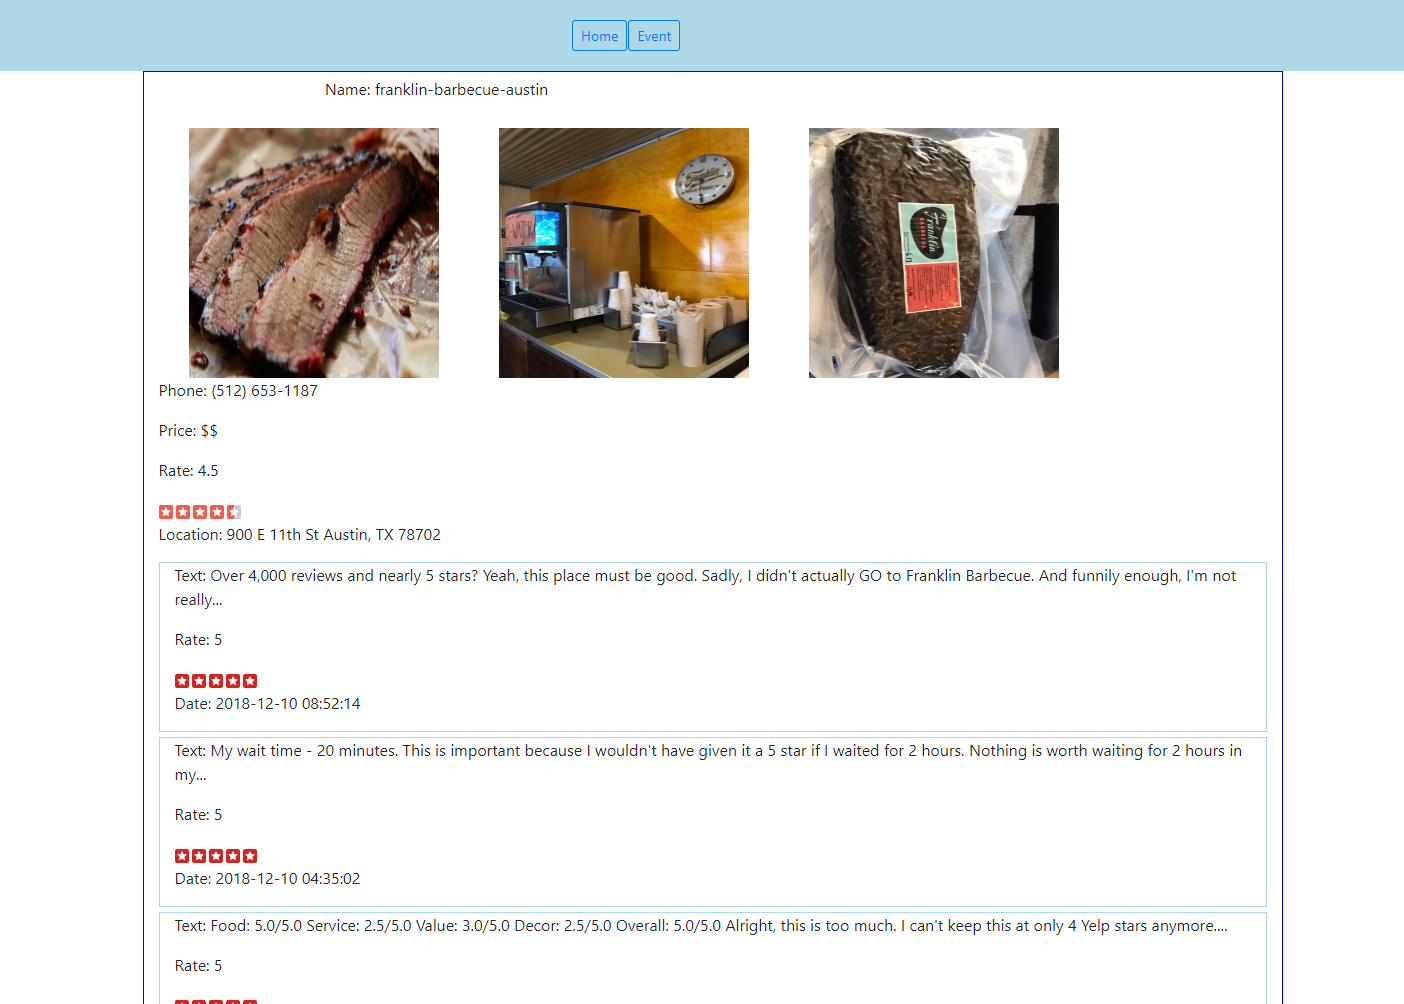 Home Event
Name: franklin-barbecue-austin
WATER
Franklin
Franklin
BARBECUE
Phone: (512) 653-1187
Price: $$
Rate: 4.5
Location: 900 E 11th St Austin, TX 78702
Text: Over 4,000 reviews and nearly 5 stars? Yeah, this place must be good. Sadly, I didn't actually GO to Franklin Barbecue. And funnily enough, I'm not
really...
Rate: 5
Date: 2018-12-10 08:52:14
Text: My wait time - 20 minutes. This is important because I wouldn't have given it a 5 star if I waited for 2 hours. Nothing is worth waiting for 2 hours in
my...
Rate: 5
Date: 2018-12-10 04:35:02
Text: Food: 5.0/5.0 Service: 2.5/5.0 Value: 3.0/5.0 Decor: 2.5/5.0 Overall: 5.0/5.0 Alright, this is too much. I can't keep this at only 4 Yelp stars anymore....
Rate: 5